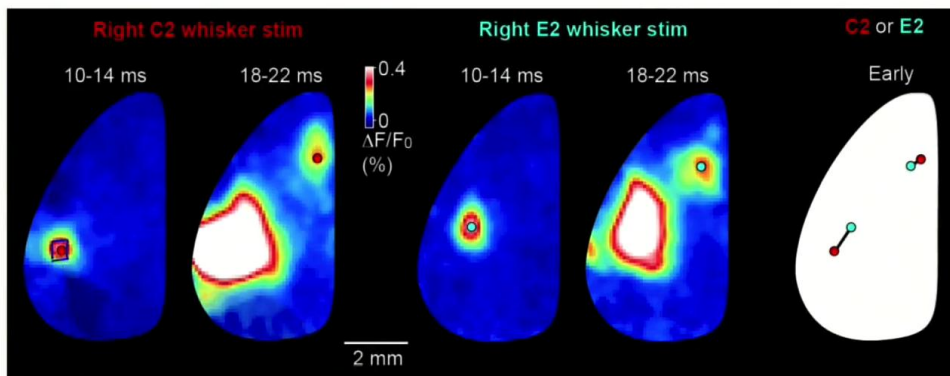 Right C2 whisker stim
Right E2 whisker stim
C2 or E2
10-14 ms
18-22 ms
0.4
0
ΔF/F₀
(%)
10-14 ms
18-22 ms
Early
2 mm